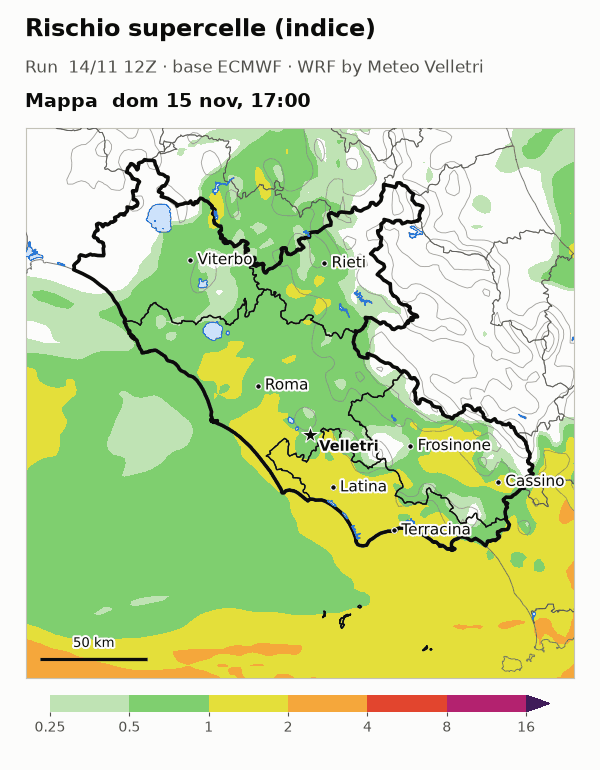 Rischio supercelle (indice)
Run  14/11 12Z · base ECMWF · WRF by Meteo Velletri
Mappa  dom 15 nov, 17:00
Viterbo
Rieti
Roma
Velletri
Frosinone
Latina
Cassino
Terracina
50 km
0.25 0.5 1 2 4 8 16